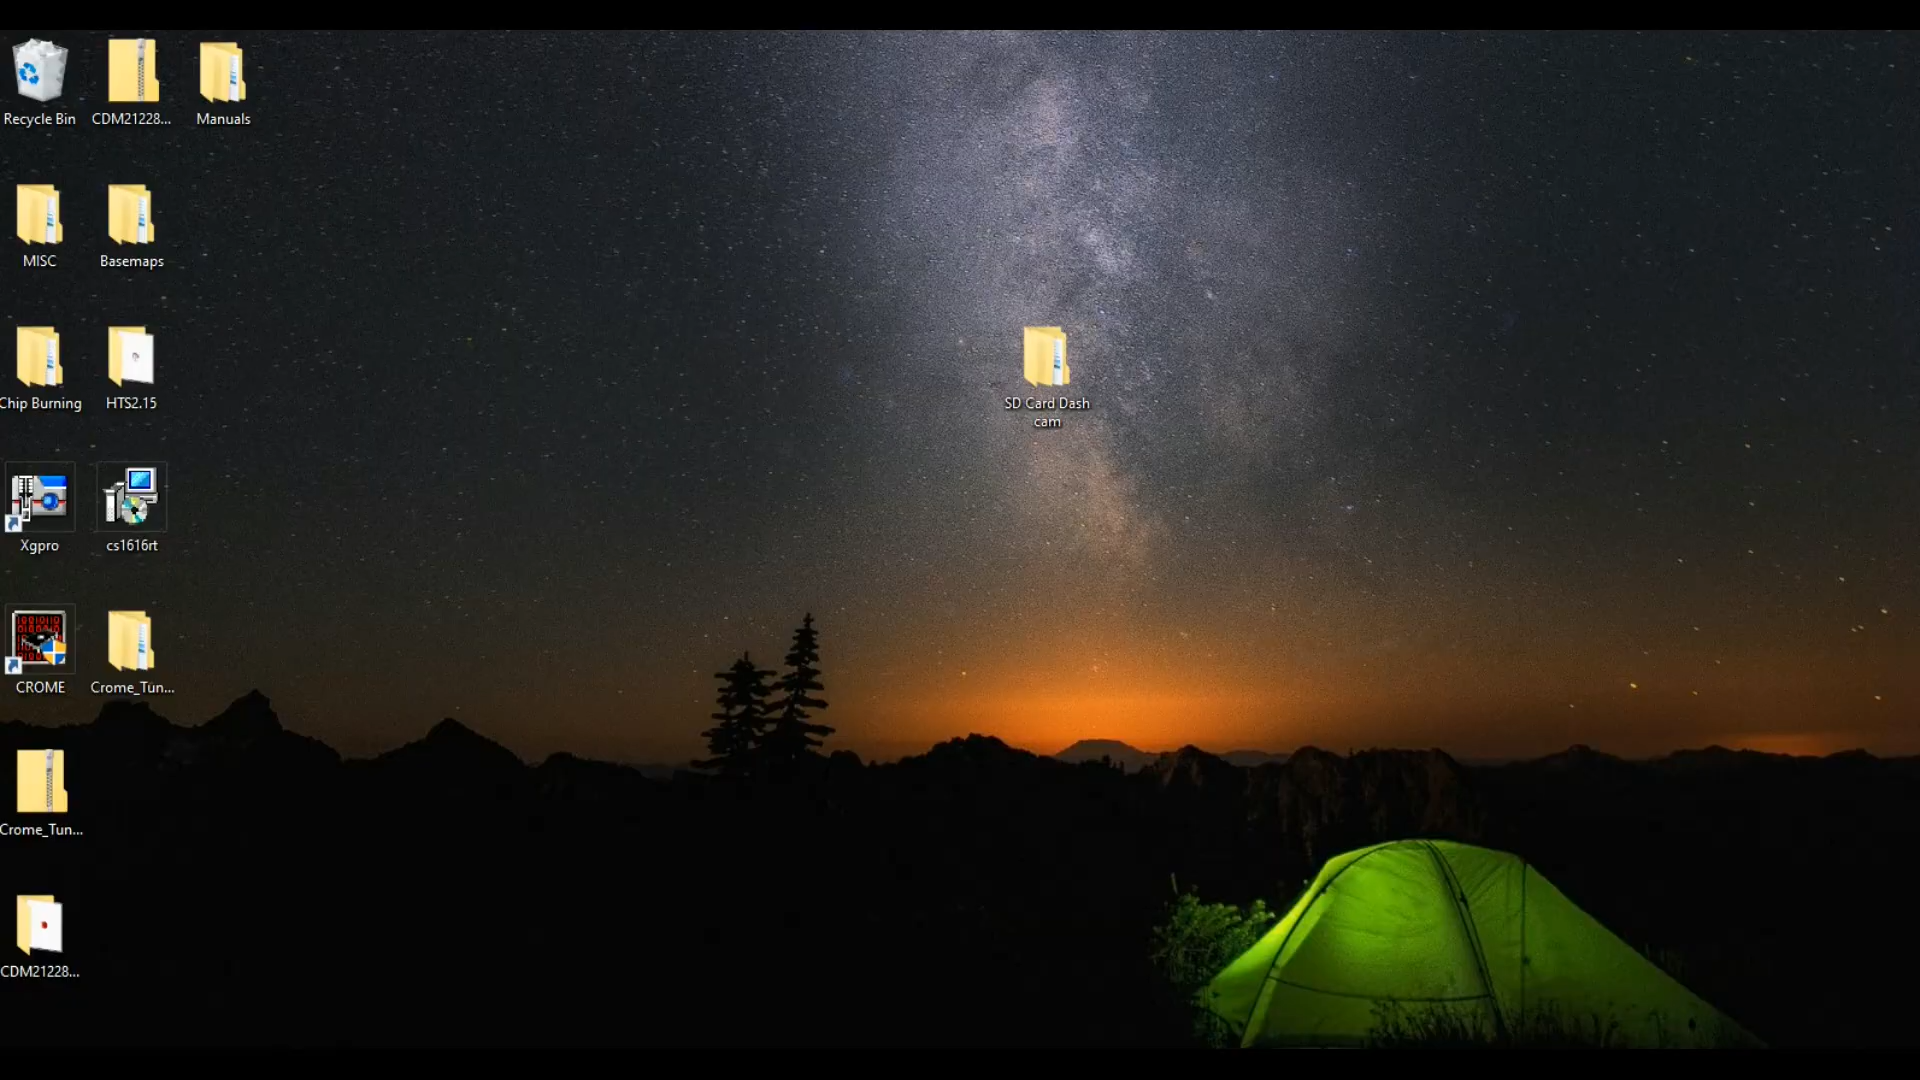 Recycle Bin
CDM21228...
Manuals
MISC
Basemaps
Chip Burning
HTS2.15
SD Card Dash
cam
Xgpro
cs1616rt
CROME
Crome_Tun...
Crome_Tun...
CDM21228...